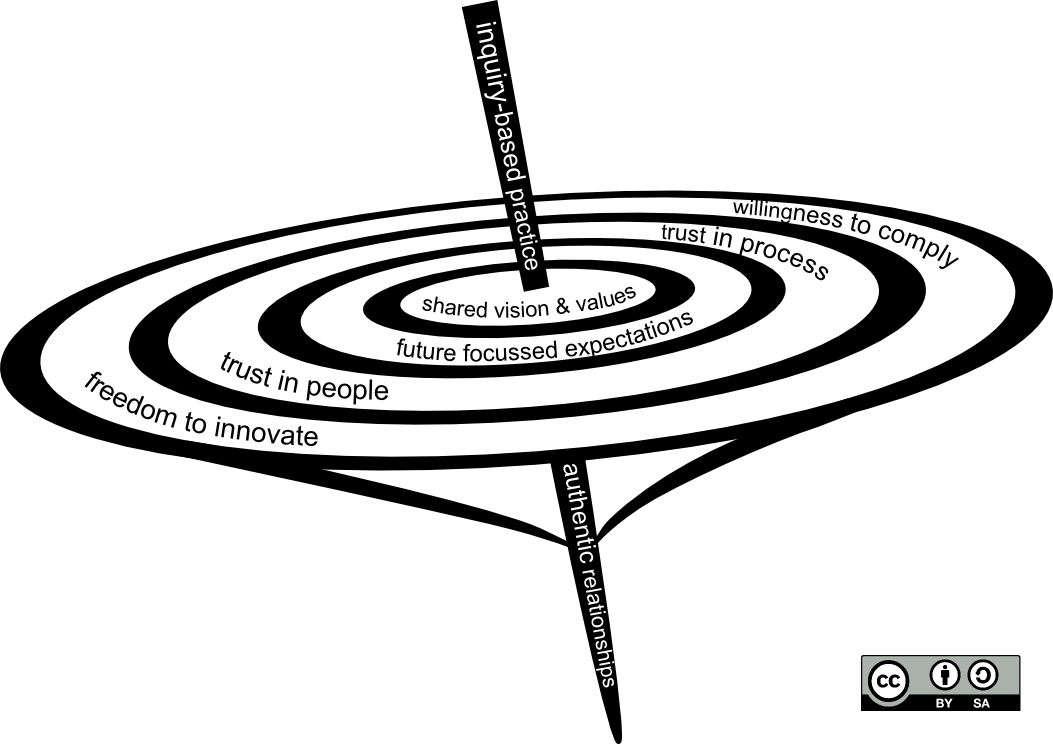 inquiry-based practice
willingness to comply
trust in process
shared vision & values
future focussed expectations
trust in people
freedom to innovate
authentic relationships
cc
BY SA